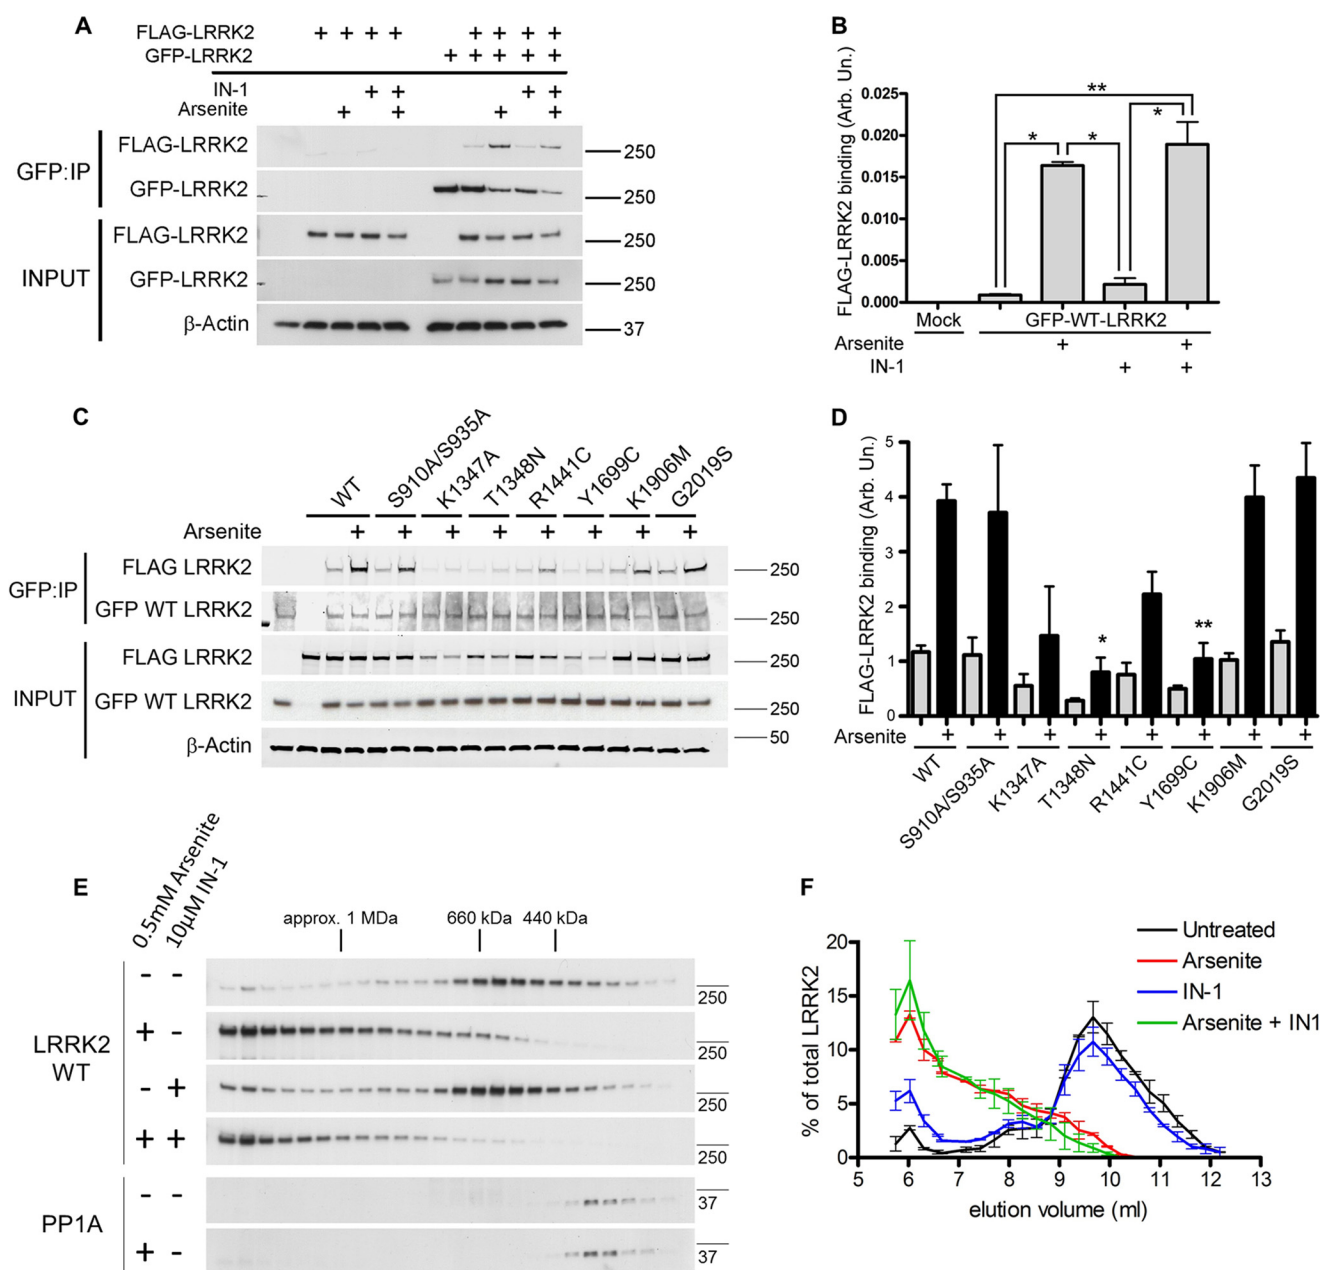 A
FLAG-LRRK2 + + + + + + + +
GFP-LRRK2 + + + + +
IN-1 + + + +
Arsenite + + + +
GFP:IP
FLAG-LRRK2 250
GFP-LRRK2 250
INPUT
FLAG-LRRK2 250
GFP-LRRK2 250
β-Actin 37
B
FLAG-LRRK2 binding (Arb. Un.)
0.025
0.020
0.015
0.010
0.005
0.000
**
* * *
Mock GFP-WT-LRRK2
Arsenite + +
IN-1 + +
C
WT S910A/S935A K1347A T1348N R1441C Y1699C K1906M G2019S
Arsenite + + + + + + + +
GFP:IP
FLAG LRRK2 250
GFP WT LRRK2 250
INPUT
FLAG LRRK2 250
GFP WT LRRK2 250
β-Actin 50
D
FLAG-LRRK2 binding (Arb. Un.)
5
4
3
2
1
0
* **
Arsenite + + + + + + + +
WT S910A/S935A K1347A T1348N R1441C Y1699C K1906M G2019S
E
0.5mM Arsenite
10µM IN-1
approx. 1 MDa 660 kDa 440 kDa
LRRK2
WT
- - 250
+ - 250
- + 250
+ + 250
PP1A
- - 37
+ - 37
F
% of total LRRK2
20
15
10
5
0
5 6 7 8 9 10 11 12 13
elution volume (ml)
Untreated
Arsenite
IN-1
Arsenite + IN1